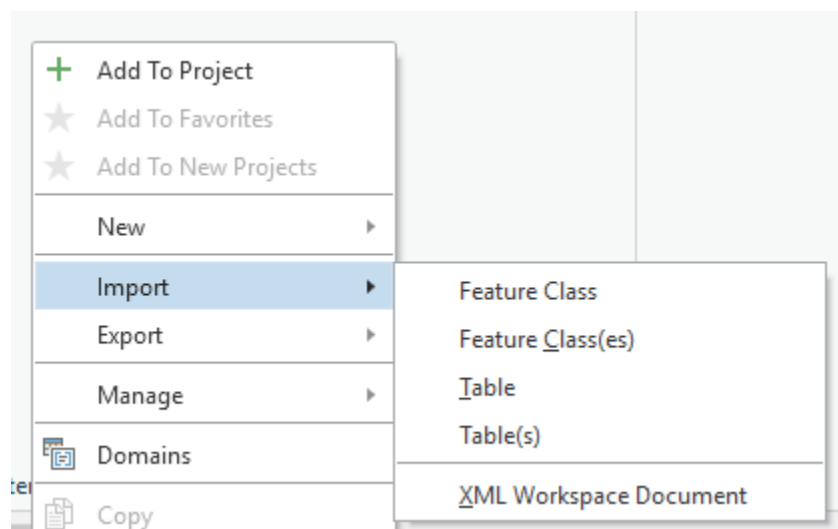 Add To Project
Add To Favorites
Add To New Projects
New
Import
Export
Manage
Domains
Copy
Feature Class
Feature Class(es)
Table
Table(s)
XML Workspace Document